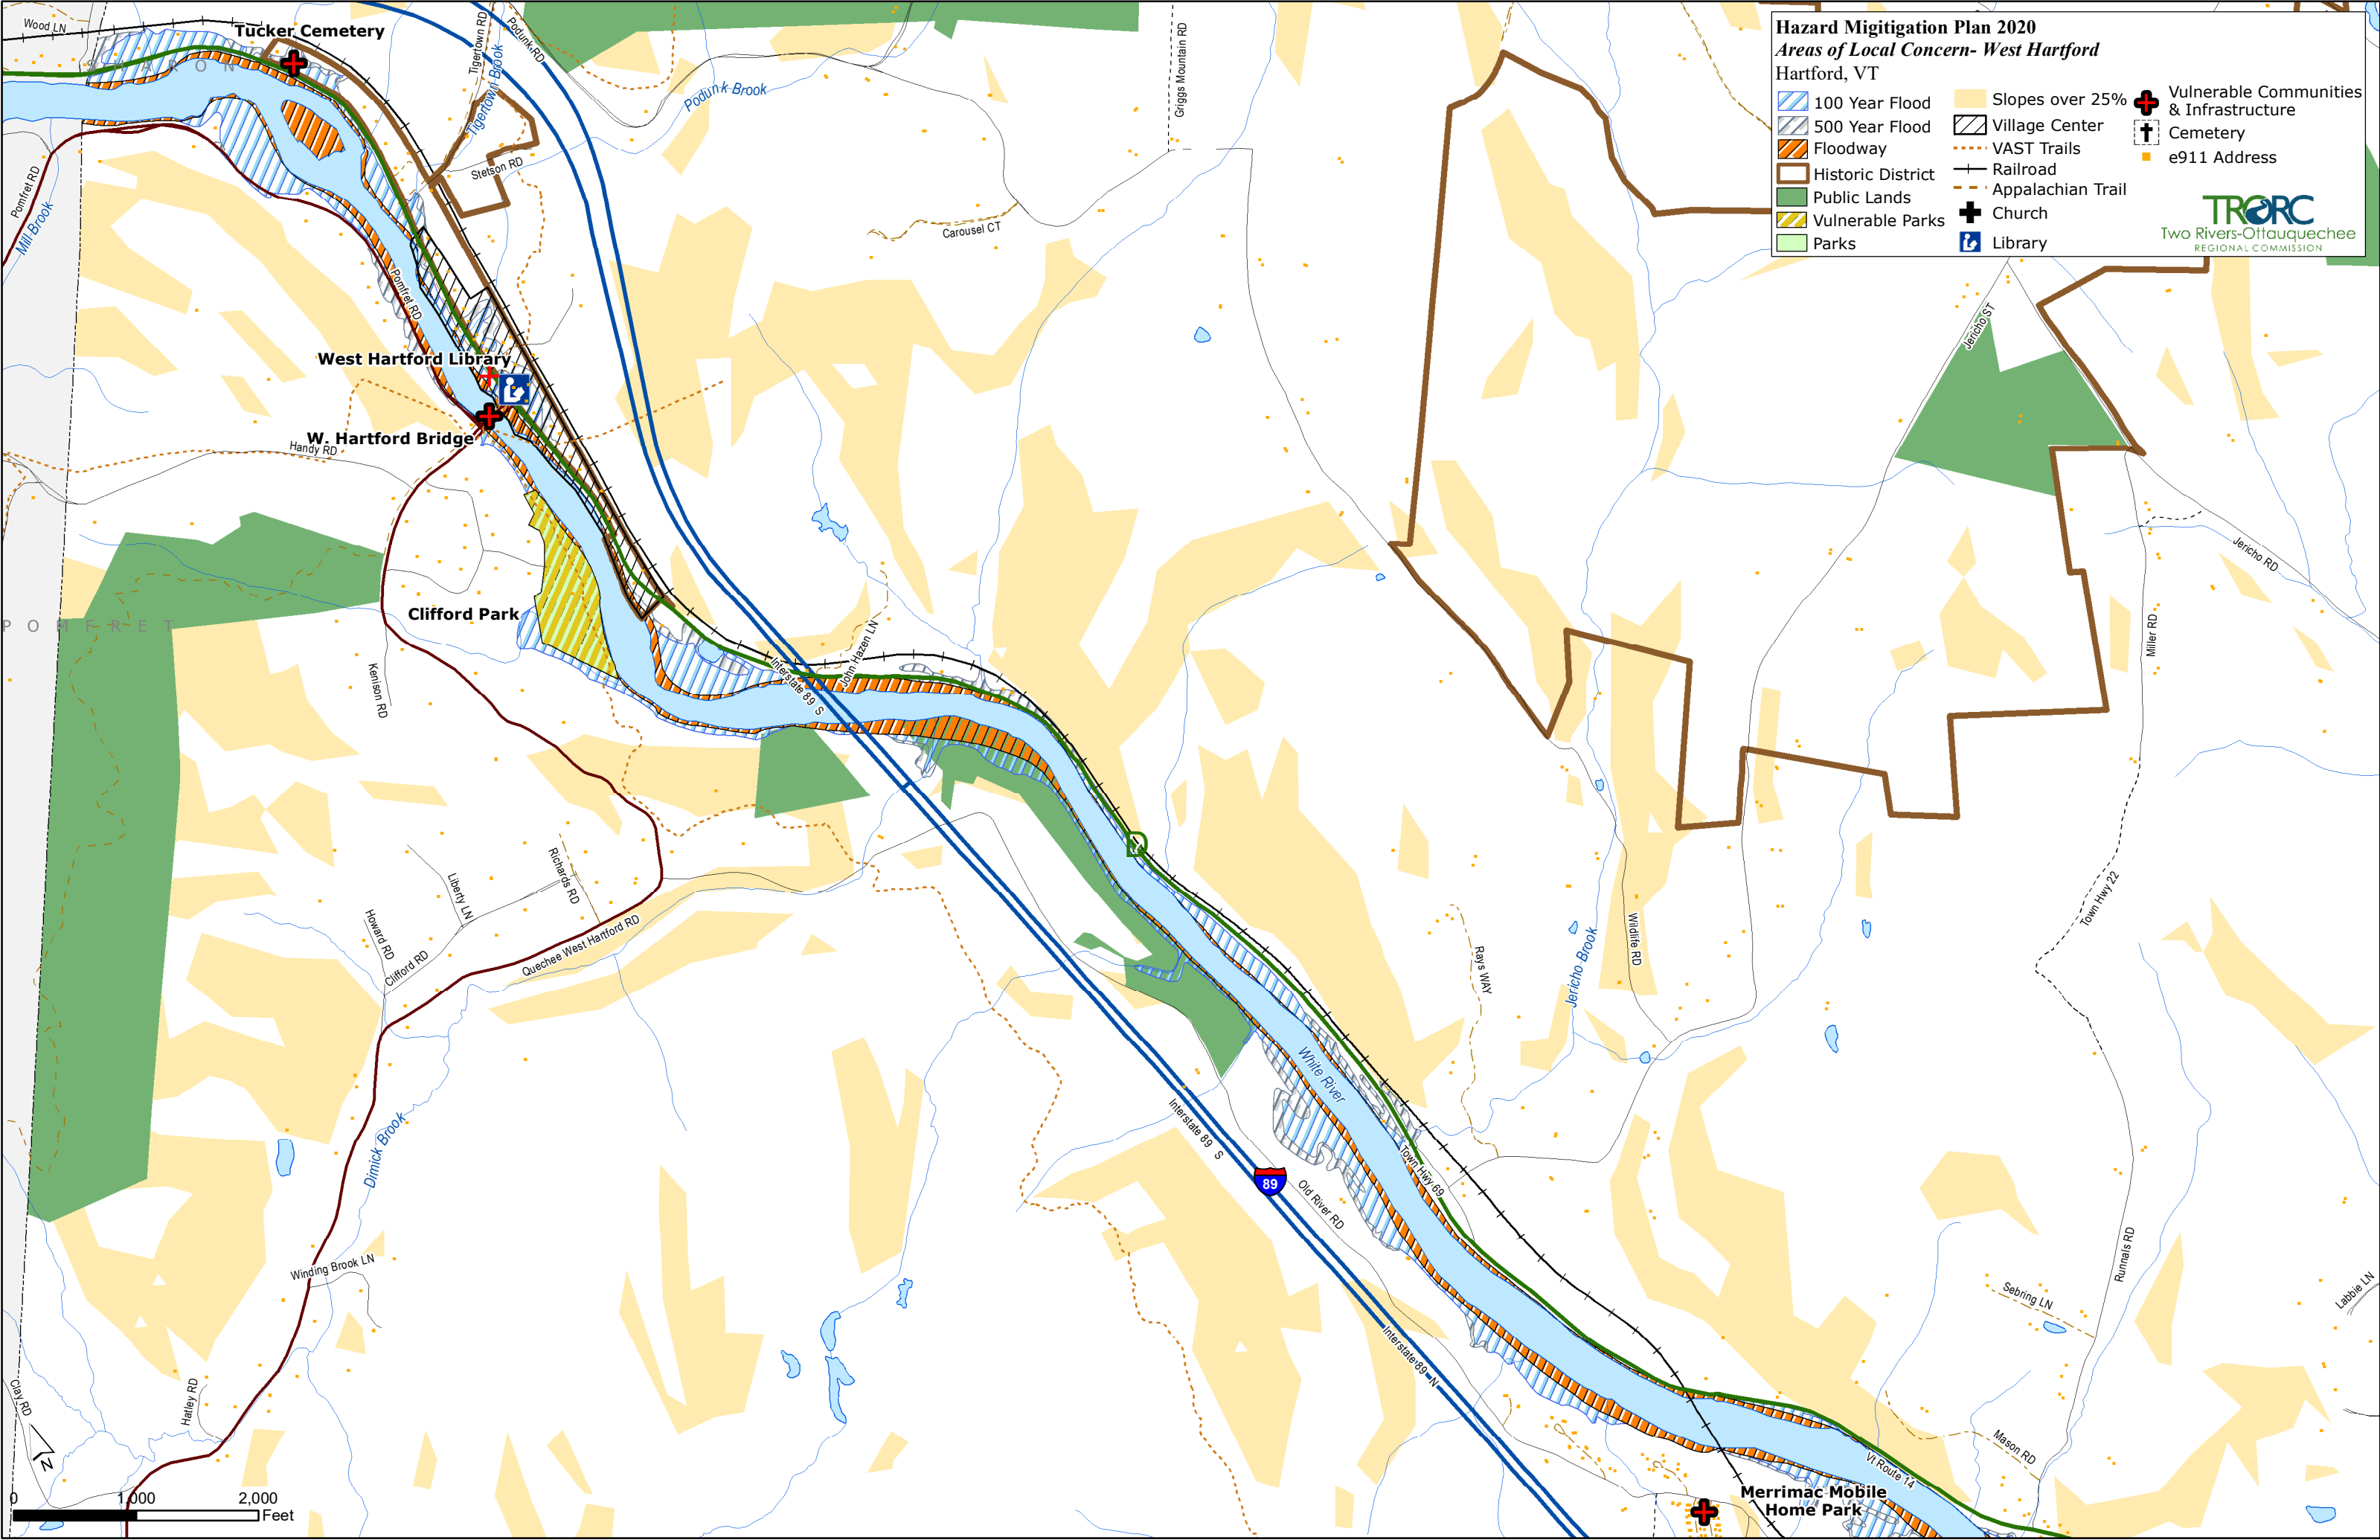 Hazard Migitigation Plan 2020
Areas of Local Concern- West Hartford
Hartford, VT
100 Year Flood
500 Year Flood
Floodway
Historic District
Public Lands
Vulnerable Parks
Parks
Slopes over 25%
Village Center
VAST Trails
Railroad
Appalachian Trail
Church
Library
Vulnerable Communities
& Infrastructure
Cemetery
e911 Address
TRORC
Two Rivers-Ottauquechee
REGIONAL COMMISSION
Wood LN
Tucker Cemetery
SHARON
Tigertown RD
Podunk RD
Tigertown Brook
Podunk Brook
Griggs Mountain RD
Stetson RD
Pomfret RD
Mill Brook
Carousel CT
Pomfret RD
Jericho ST
West Hartford Library
W. Hartford Bridge
Handy RD
Jericho RD
Clifford Park
POMFRET
Miller RD
John Hazen LN
Interstate 89 S
Kenison RD
Richards RD
Liberty LN
Howard RD
Clifford RD
Quechee West Hartford RD
Town Hwy 22
Wildlife RD
Rays WAY
Jericho Brook
White River
Dimick Brook
Interstate 89 S
Town Hwy 69
89
Old River RD
Winding Brook LN
Runnals RD
Sebring LN
Labbie LN
Interstate 89 N
Clay RD
Hatley RD
Mason RD
Vt Route 14
Merrimac Mobile
Home Park
N
0 1,000 2,000
Feet